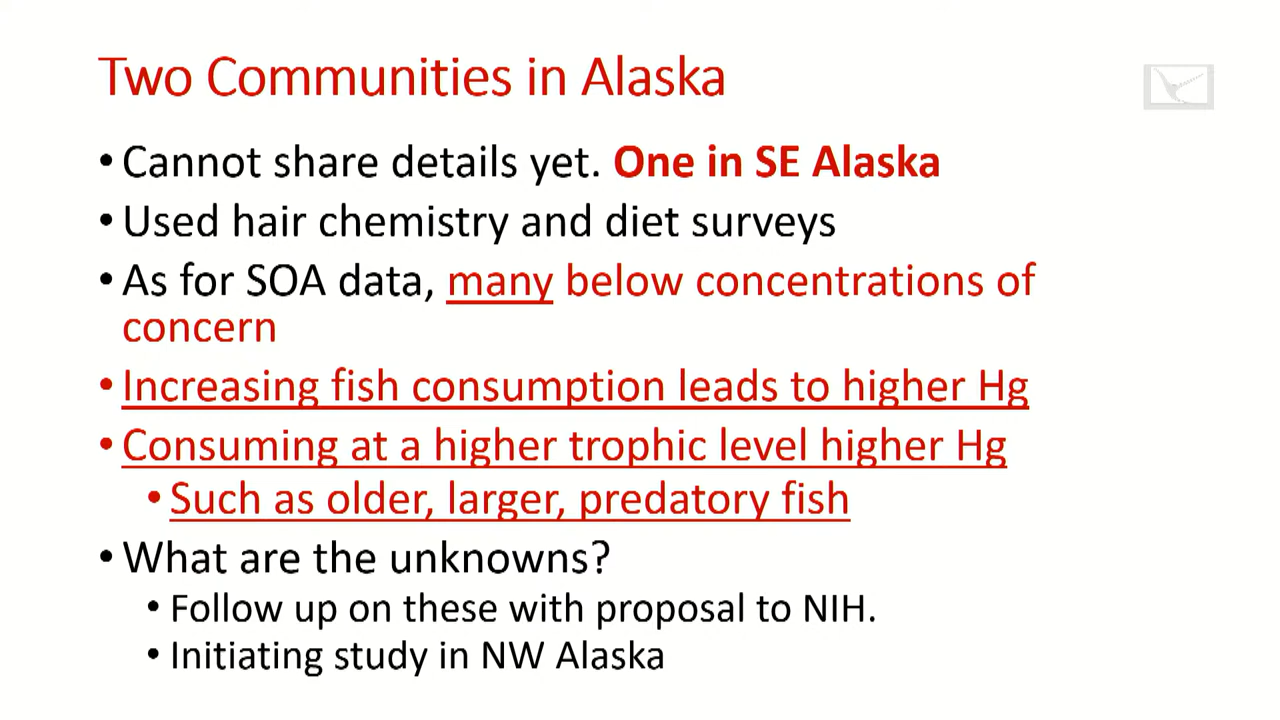 Two Communities in Alaska
• Cannot share details yet. One in SE Alaska
• Used hair chemistry and diet surveys
• As for SOA data, many below concentrations of
concern
• Increasing fish consumption leads to higher Hg
• Consuming at a higher trophic level higher Hg
• Such as older, larger, predatory fish
• What are the unknowns?
• Follow up on these with proposal to NIH.
• Initiating study in NW Alaska